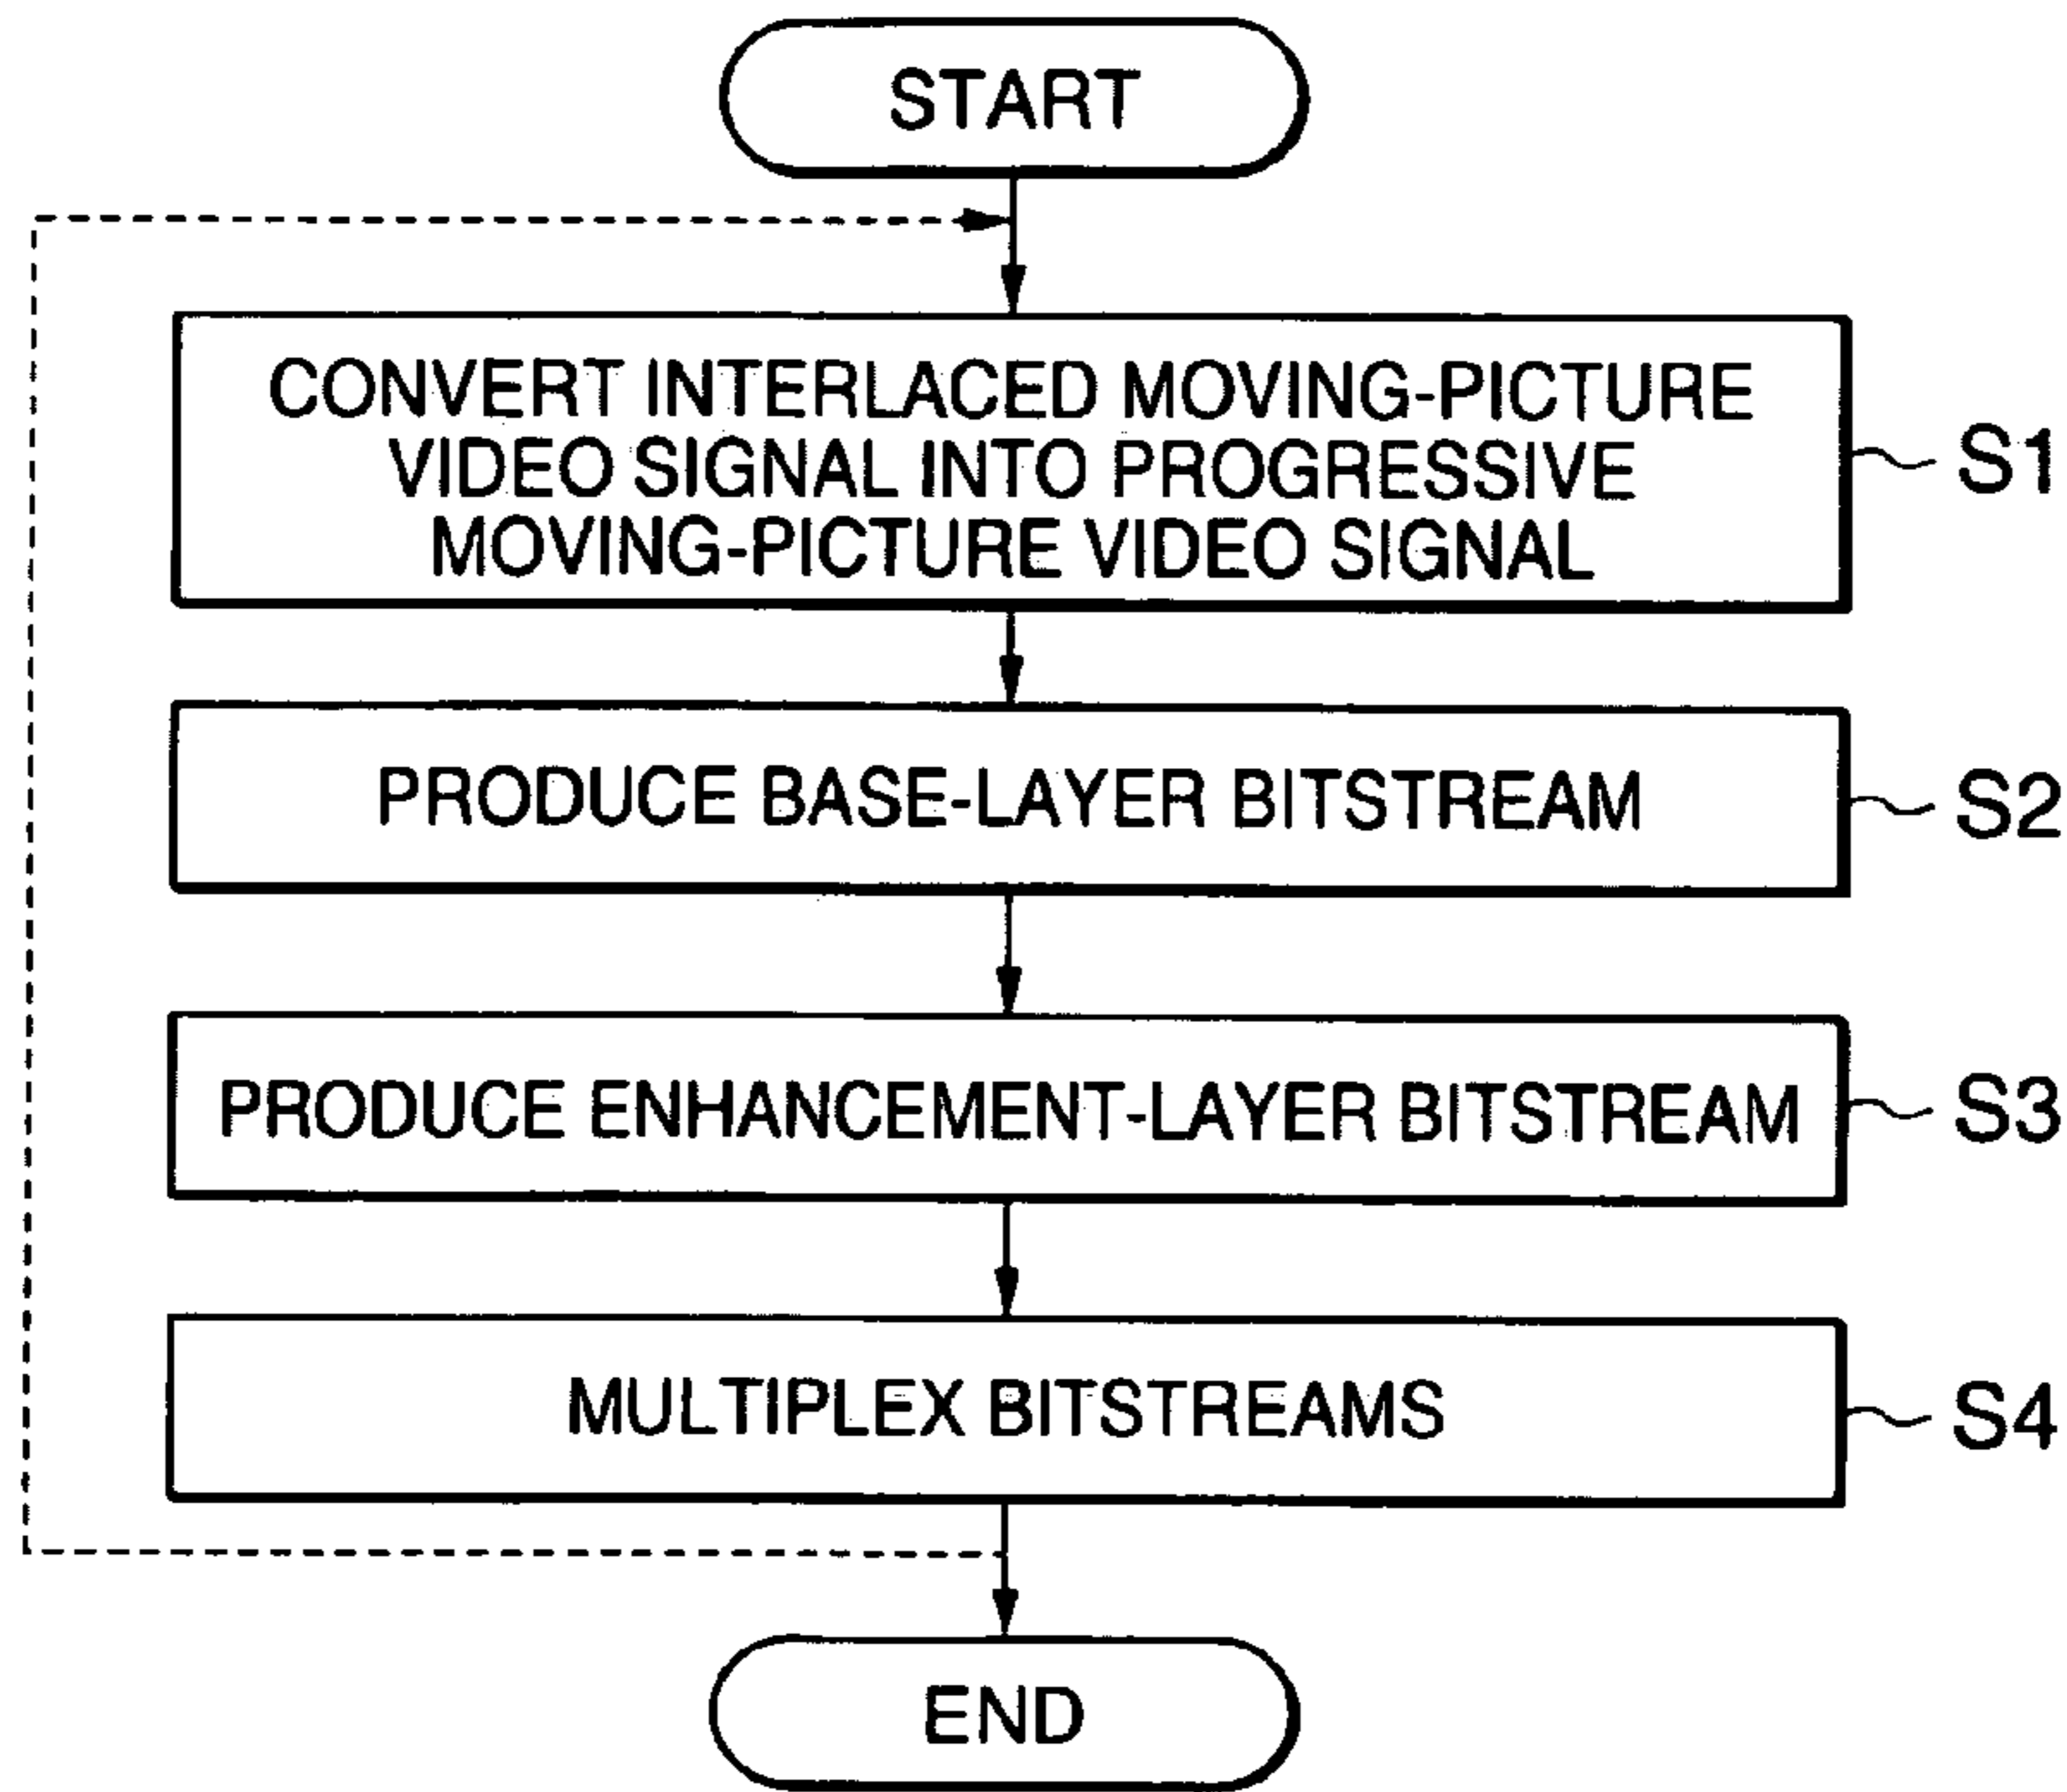 START
CONVERT INTERLACED MOVING-PICTURE
VIDEO SIGNAL INTO PROGRESSIVE
MOVING-PICTURE VIDEO SIGNAL
S1
PRODUCE BASE-LAYER BITSTREAM
S2
PRODUCE ENHANCEMENT-LAYER BITSTREAM
S3
MULTIPLEX BITSTREAMS
S4
END